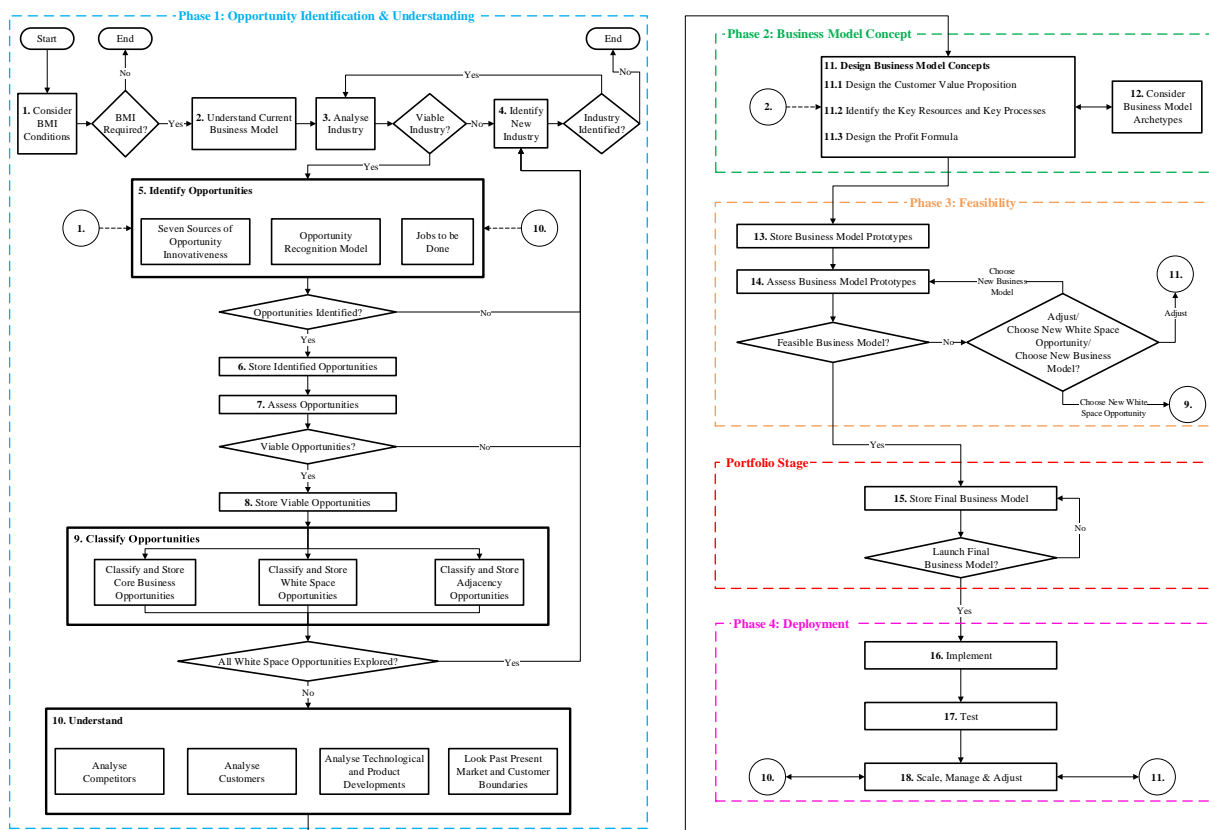 Phase 1: Opportunity Identification & Understanding
Start
End
End
No
No
Yes
1. Consider
BMI
Conditions
BMI
Required?
Yes
2. Understand Current
Business Model
3. Analyse
Industry
Viable
Industry?
No
4. Identify
New
Industry
Industry
Identified?
Yes
5. Identify Opportunities
1.
Seven Sources of
Opportunity
Innovativeness
Opportunity
Recognition Model
Jobs to be
Done
10.
Opportunities Identified?
No
Yes
6. Store Identified Opportunities
7. Assess Opportunities
Viable Opportunities?
No
Yes
8. Store Viable Opportunities
9. Classify Opportunities
Classify and Store
Core Business
Opportunities
Classify and Store
White Space
Opportunities
Classify and Store
Adjacency
Opportunities
All White Space Opportunities Explored?
Yes
No
10. Understand
Analyse
Competitors
Analyse
Customers
Analyse Technological
and Product
Developments
Look Past Present
Market and Customer
Boundaries
Phase 2: Business Model Concept
2.
11. Design Business Model Concepts
11.1 Design the Customer Value Proposition
11.2 Identify the Key Resources and Key Processes
11.3 Design the Profit Formula
12. Consider
Business Model
Archetypes
Phase 3: Feasibility
13. Store Business Model Prototypes
14. Assess Business Model Prototypes
Choose
New Business
Model
11.
Adjust
Feasible Business Model?
No
Adjust/
Choose New White Space
Opportunity/
Choose New Business
Model?
Choose New White
Space Opportunity
9.
Yes
Portfolio Stage
15. Store Final Business Model
No
Launch Final
Business Model?
Yes
Phase 4: Deployment
16. Implement
17. Test
10.
18. Scale, Manage & Adjust
11.